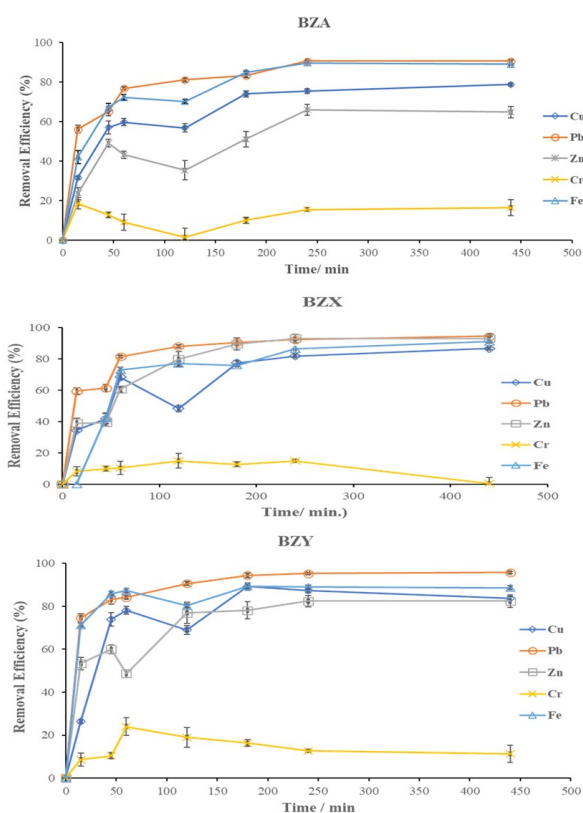 BZA
Removal Efficiency (%)
100
80
60
40
20
0
0 50 100 150 200 250 300 350 400 450 500
Time/ min
Cu
Pb
Zn
Cr
Fe
BZX
Removal Efficiency (%)
100
80
60
40
20
0
0 100 200 300 400 500
Time/ min.)
Cu
Pb
Zn
Cr
Fe
BZY
Removal Efficiency (%)
100
80
60
40
20
0
0 50 100 150 200 250 300 350 400 450 500
Time / min
Cu
Pb
Zn
Cr
Fe